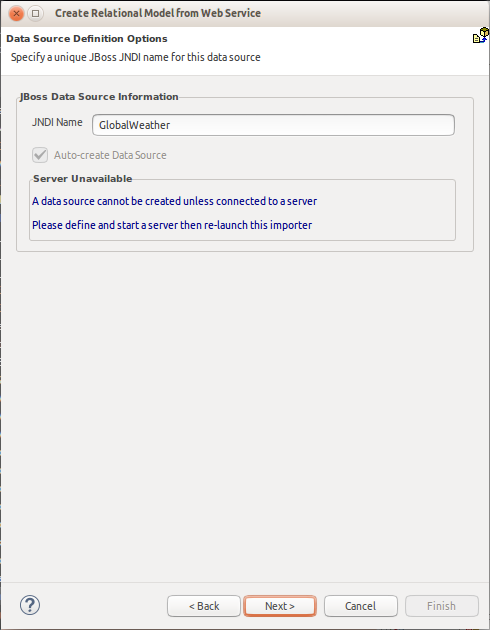 Create Relational Model from Web Service
Data Source Definition Options
Specify a unique JBoss JNDI name for this data source
JBoss Data Source Information
JNDI Name GlobalWeather
Auto-create Data Source
Server Unavailable
A data source cannot be created unless connected to a server
Please define and start a server then re-launch this importer
? < Back Next > Cancel Finish